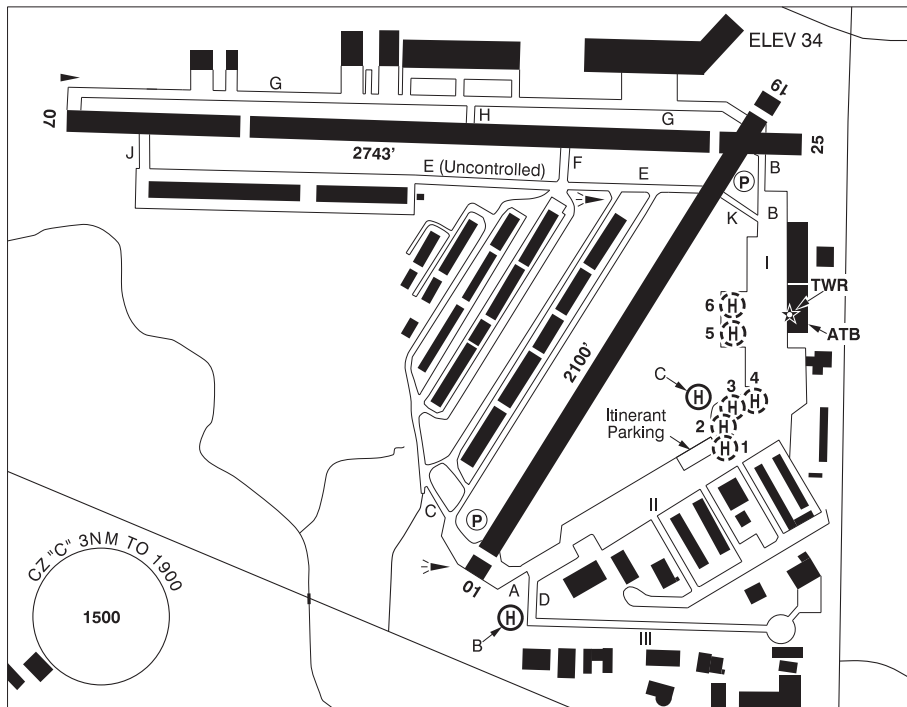 ELEV 34
G
19
07
H
G
25
2743'
J
E (Uncontrolled)
F
E
P
B
K
B
I
TWR
6
5
ATB
2100'
C
H
H
H
3
4
H
H
Itinerant
Parking
2
H
H
1
II
C
P
CZ "C" 3NM TO 1900
1500
01
A
D
H
B
III